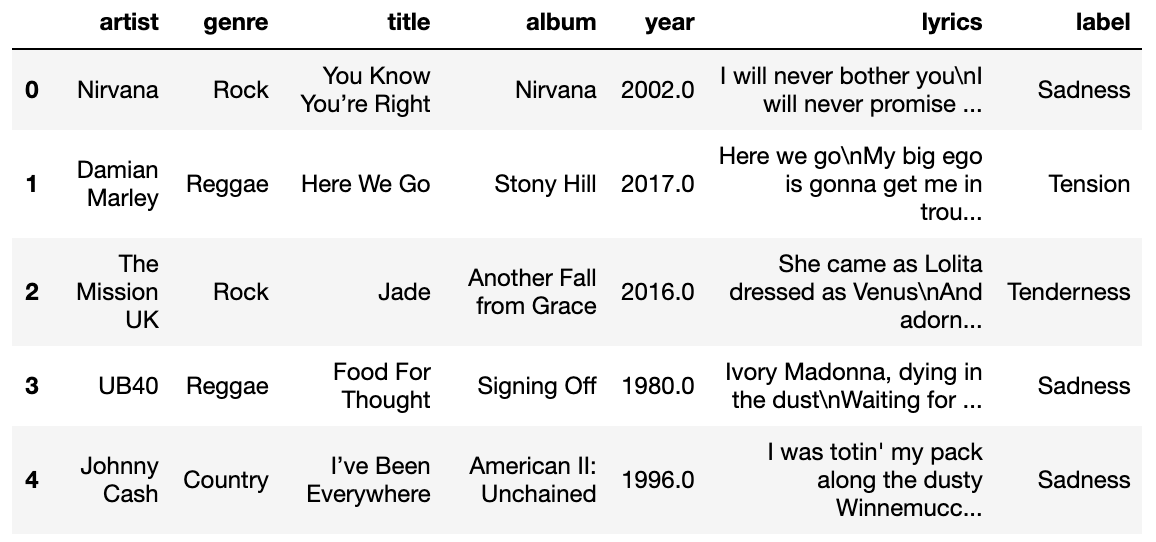 artist genre title album year lyrics label
0 Nirvana Rock You Know You’re Right Nirvana 2002.0 I will never bother you\nI will never promise ... Sadness
1 Damian Marley Reggae Here We Go Stony Hill 2017.0 Here we go\nMy big ego is gonna get me in trou... Tension
2 The Mission UK Rock Jade Another Fall from Grace 2016.0 She came as Lolita dressed as Venus\nAnd adorn... Tenderness
3 UB40 Reggae Food For Thought Signing Off 1980.0 Ivory Madonna, dying in the dust\nWaiting for ... Sadness
4 Johnny Cash Country I’ve Been Everywhere American II: Unchained 1996.0 I was totin' my pack along the dusty Winnemucc... Sadness